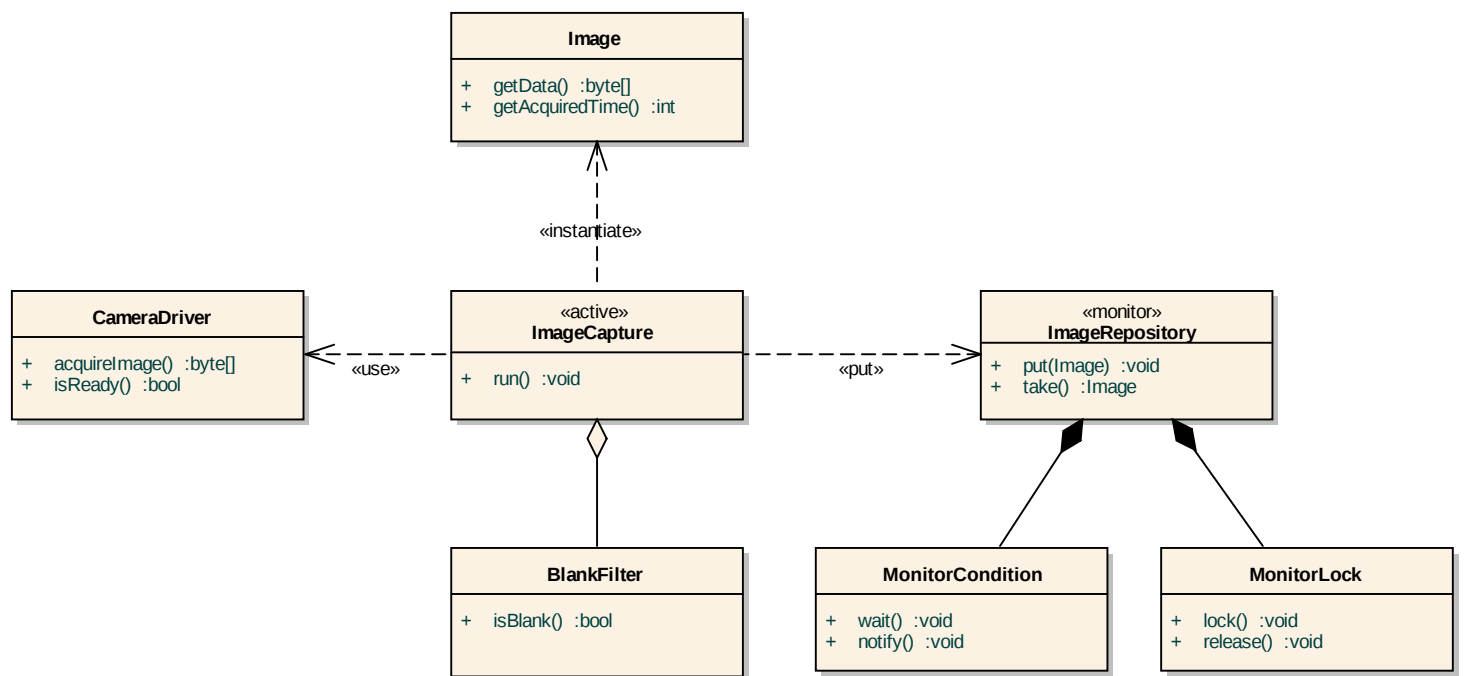 Image
+ getData() :byte[]
+ getAcquiredTime() :int
«instantiate»
CameraDriver
+ acquireImage() :byte[]
+ isReady() :bool
«use»
«active»
ImageCapture
+ run() :void
«put»
«monitor»
ImageRepository
+ put(Image) :void
+ take() :Image
BlankFilter
+ isBlank() :bool
MonitorCondition
+ wait() :void
+ notify() :void
MonitorLock
+ lock() :void
+ release() :void